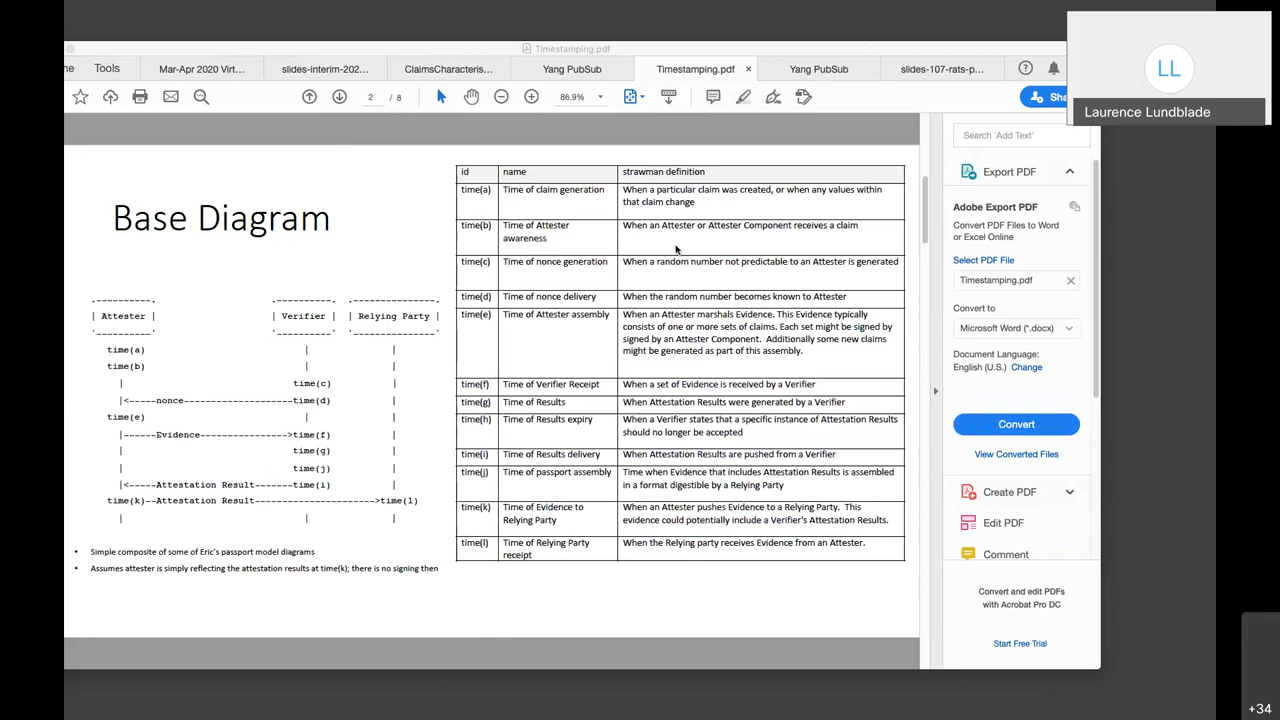 Timestamping.pdf
ne
Tools
Mar-Apr 2020 Virt...
slides-interim-202...
ClaimsCharacteris...
Yang PubSub
Timestamping.pdf ×
Yang PubSub
slides-107-rats-p...
2 / 8
86.9%
Sha
LL
Laurence Lundblade
Base Diagram
.----------. .----------. .---------------.
| Attester | | Verifier | | Relying Party |
'----------' '----------' '---------------'
time(a) | |
time(b) | |
| time(c) |
|<-----nonce-----------------time(d) |
time(e) | |
|------Evidence------------->time(f) |
| time(g) |
| time(j) |
|<-----Attestation Result-------time(i) |
time(k)--Attestation Result--------------------->time(l)
| | |
• Simple composite of some of Eric's passport model diagrams
• Assumes attester is simply reflecting the attestation results at time(k); there is no signing then
id name strawman definition
time(a) Time of claim generation When a particular claim was created, or when any values within
that claim change
time(b) Time of Attester When an Attester or Attester Component receives a claim
awareness
time(c) Time of nonce generation When a random number not predictable to an Attester is generated
time(d) Time of nonce delivery When the random number becomes known to Attester
time(e) Time of Attester assembly When an Attester marshals Evidence. This Evidence typically
consists of one or more sets of claims. Each set might be signed by
signed by an Attester Component. Additionally some new claims
might be generated as part of this assembly.
time(f) Time of Verifier Receipt When a set of Evidence is received by a Verifier
time(g) Time of Results When Attestation Results were generated by a Verifier
time(h) Time of Results expiry When a Verifier states that a specific instance of Attestation Results
should no longer be accepted
time(i) Time of Results delivery When Attestation Results are pushed from a Verifier
time(j) Time of passport assembly Time when Evidence that includes Attestation Results is assembled
in a format digestible by a Relying Party
time(k) Time of Evidence to When an Attester pushes Evidence to a Relying Party. This
Relying Party evidence could potentially include a Verifier's Attestation Results.
time(l) Time of Relying Party When the Relying party receives Evidence from an Attester.
receipt
Search 'Add Text'
Export PDF
Adobe Export PDF
Convert PDF Files to Word
or Excel Online
Select PDF File
Timestamping.pdf
Convert to
Microsoft Word (*.docx)
Document Language:
English (U.S.) Change
Convert
View Converted Files
Create PDF
Edit PDF
Comment
Convert and edit PDFs
with Acrobat Pro DC
Start Free Trial
+34